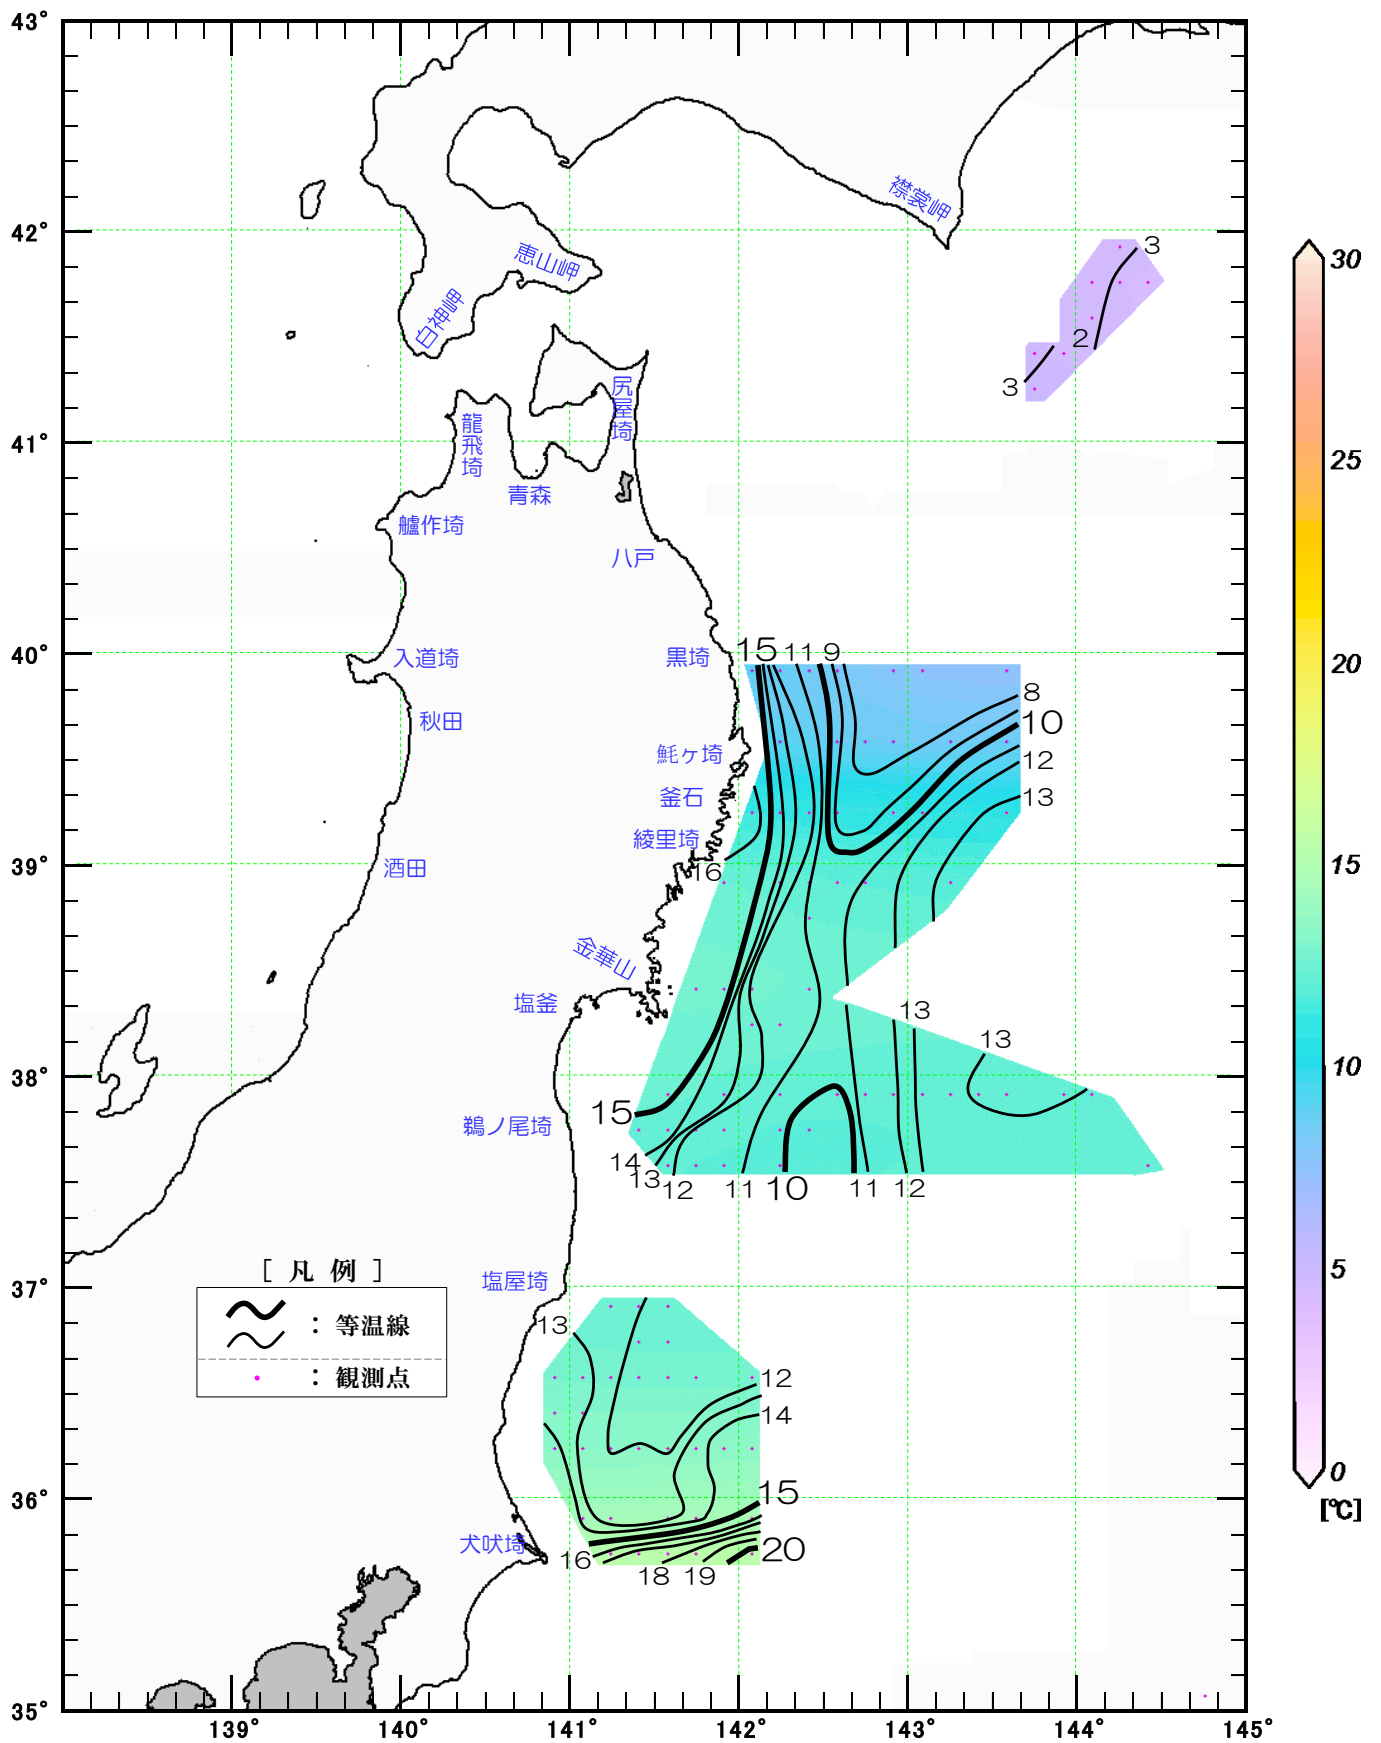 43°
42°
41°
40°
39°
38°
37°
36°
35°
139°
140°
141°
142°
143°
144°
145°
襟裳岬
恵山岬
白神岬
尻屋埼
龍飛埼
青森
艫作埼
八戸
入道埼
黒埼
秋田
魹ヶ埼
釜石
綾里埼
酒田
金華山
塩釜
鵜ノ尾埼
塩屋埼
犬吠埼
3
2
3
15
11
9
8
10
12
13
16
13
13
15
14
13
12
11
10
11
12
13
12
14
15
16
18
19
20
[ 凡 例 ]
: 等温線
: 観測点
30
25
20
15
10
5
0
[℃]